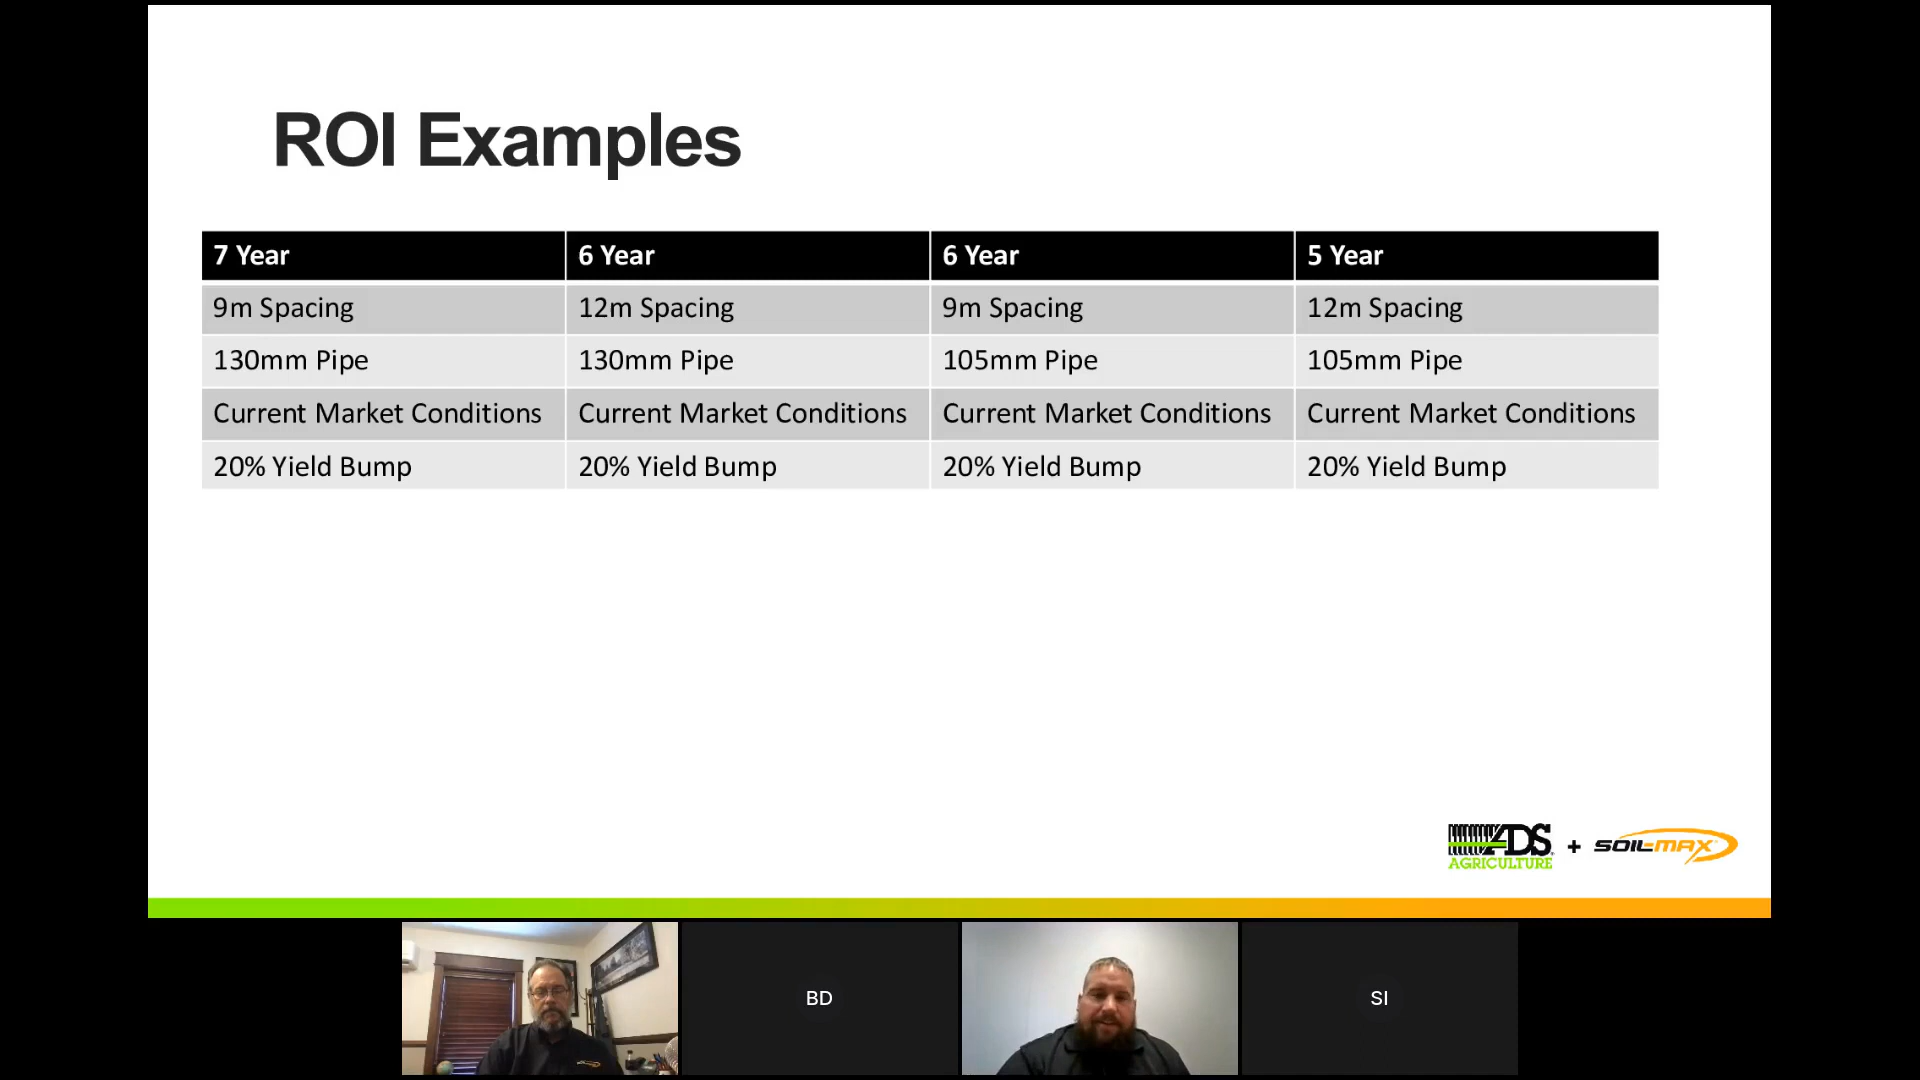 ROI Examples
7 Year 6 Year 6 Year 5 Year
9m Spacing 12m Spacing 9m Spacing 12m Spacing
130mm Pipe 130mm Pipe 105mm Pipe 105mm Pipe
Current Market Conditions Current Market Conditions Current Market Conditions Current Market Conditions
20% Yield Bump 20% Yield Bump 20% Yield Bump 20% Yield Bump
ADS + SOIL-MAX
AGRICULTURE
BD SI